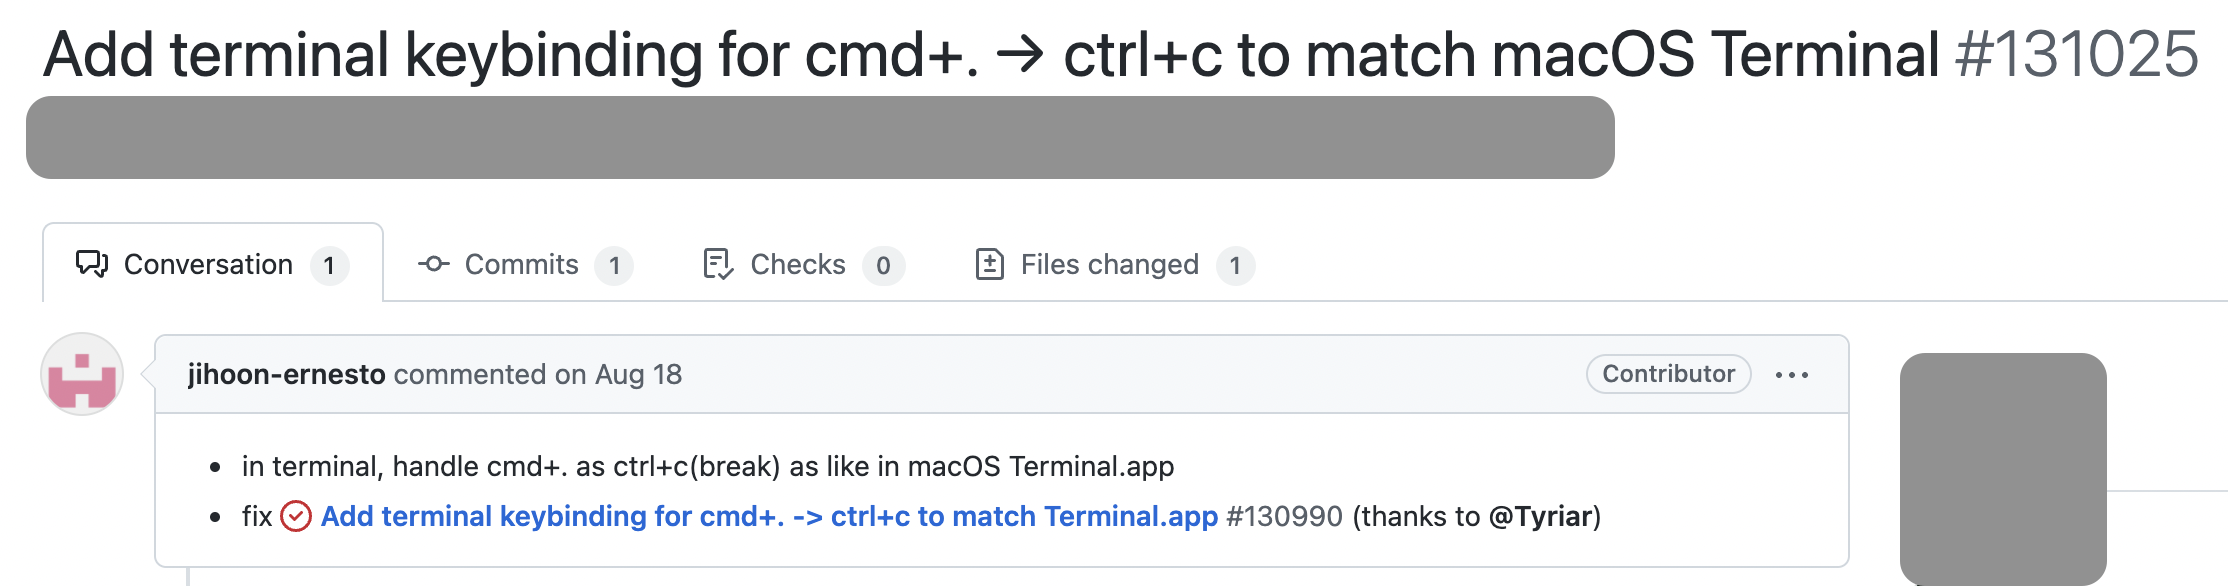 Add terminal keybinding for cmd+. → ctrl+c to match macOS Terminal #131025
Conversation 1 Commits 1 Checks 0 Files changed 1
jihoon-ernesto commented on Aug 18 Contributor ...
• in terminal, handle cmd+. as ctrl+c(break) as like in macOS Terminal.app
• fix Add terminal keybinding for cmd+. -> ctrl+c to match Terminal.app #130990 (thanks to @Tyriar)